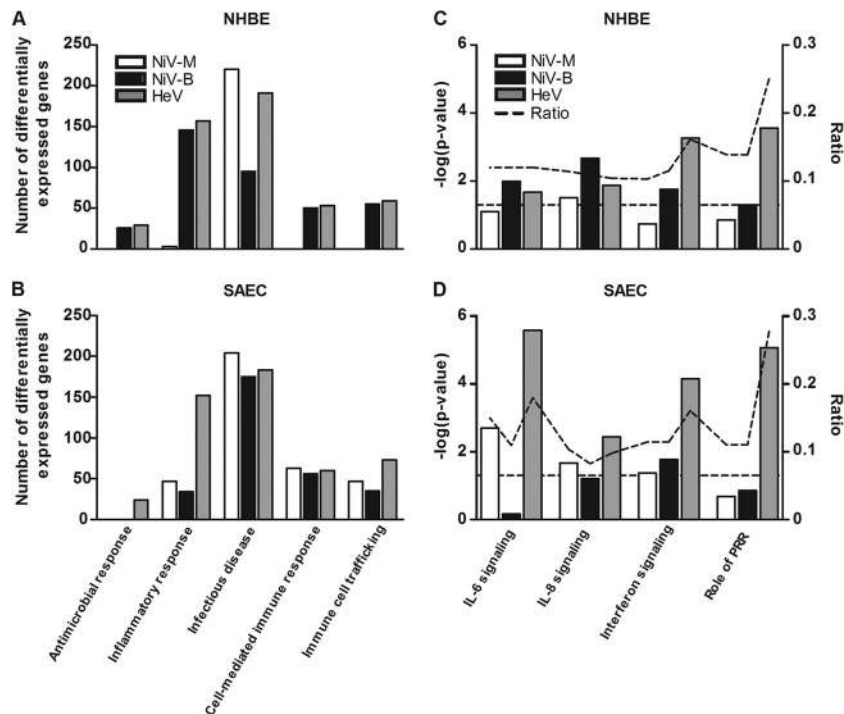 A
NHBE
Number of differentially
expressed genes
250
200
150
100
50
0
NiV-M
NiV-B
HeV
B
SAEC
Number of differentially
expressed genes
250
200
150
100
50
0
Antimicrobial response
Inflammatory response
Infectious disease
Cell-mediated immune response
Immune cell trafficking
C
NHBE
-log(p-value)
6
4
2
0
NiV-M
NiV-B
HeV
Ratio
0.3
0.2
0.1
0
Ratio
D
SAEC
-log(p-value)
6
4
2
0
0.3
0.2
0.1
0
Ratio
IL-6 signaling
IL-8 signaling
Interferon signaling
Role of PRR